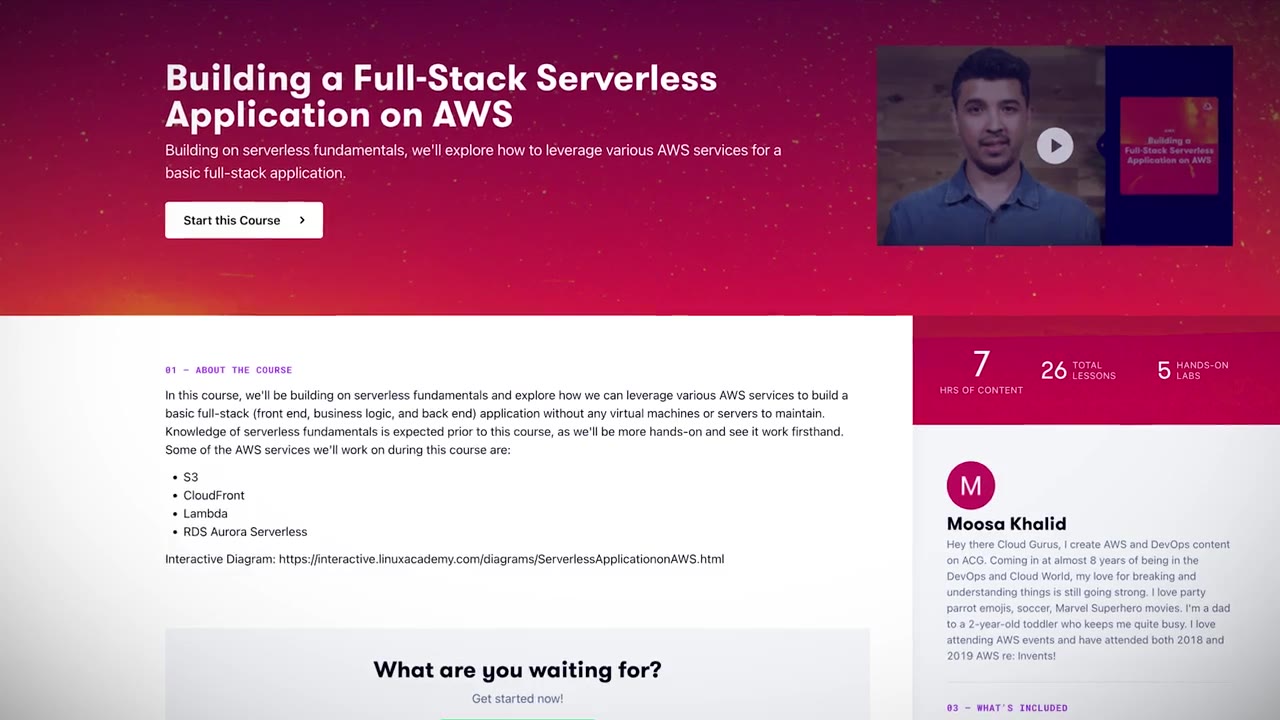 Building a Full-Stack Serverless
Application on AWS
Building on serverless fundamentals, we'll explore how to leverage various AWS services for a
basic full-stack application.
Start this Course
Building a
Full-Stack Serverless
Application on AWS
7
HRS OF CONTENT
26 TOTAL LESSONS
5 HANDS-ON LABS
01 – ABOUT THE COURSE
In this course, we'll be building on serverless fundamentals and explore how we can leverage various AWS services to build a
basic full-stack (front end, business logic, and back end) application without any virtual machines or servers to maintain.
Knowledge of serverless fundamentals is expected prior to this course, as we'll be more hands-on and see it work firsthand.
Some of the AWS services we'll work on during this course are:
• S3
• CloudFront
• Lambda
• RDS Aurora Serverless
Interactive Diagram: https://interactive.linuxacademy.com/diagrams/ServerlessApplicationonAWS.html
What are you waiting for?
Get started now!
M
Moosa Khalid
Hey there Cloud Gurus, I create AWS and DevOps content
on ACG. Coming in at almost 8 years of being in the
DevOps and Cloud World, my love for breaking and
understanding things is still going strong. I love party
parrot emojis, soccer, Marvel Superhero movies. I'm a dad
to a 2-year-old toddler who keeps me quite busy. I love
attending AWS events and have attended both 2018 and
2019 AWS re: Invents!
03 – WHAT'S INCLUDED